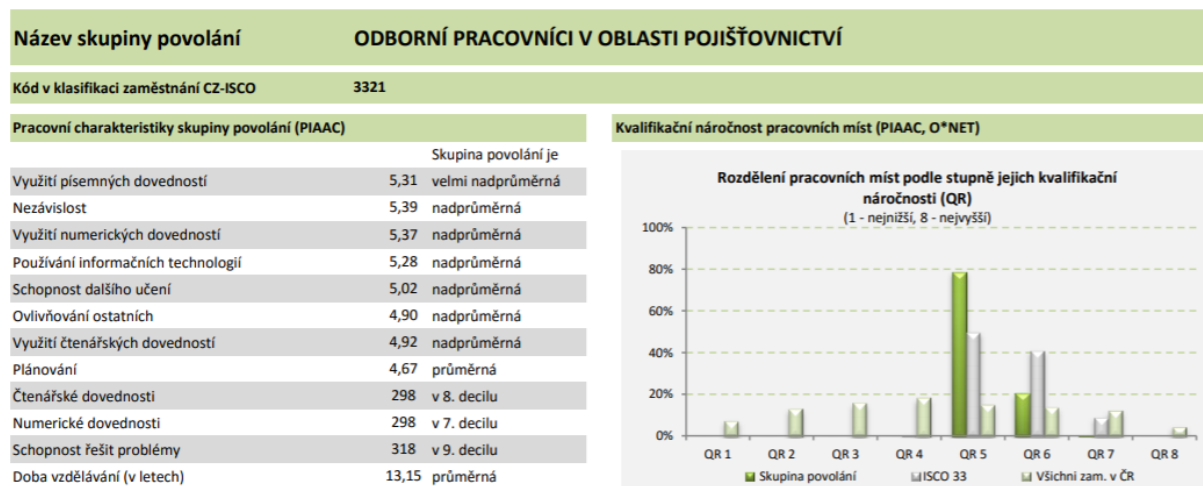 Název skupiny povolání ODBORNÍ PRACOVNÍCI V OBLASTI POJIŠŤOVNICTVÍ
Kód v klasifikaci zaměstnání CZ-ISCO 3321
Pracovní charakteristiky skupiny povolání (PIAAC)
Skupina povolání je
Využití písemných dovedností 5,31 velmi nadprůměrná
Nezávislost 5,39 nadprůměrná
Využití numerických dovedností 5,37 nadprůměrná
Používání informačních technologií 5,28 nadprůměrná
Schopnost dalšího učení 5,02 nadprůměrná
Ovlivňování ostatních 4,90 nadprůměrná
Využití čtenářských dovedností 4,92 nadprůměrná
Plánování 4,67 průměrná
Čtenářské dovednosti 298 v 8. decilu
Numerické dovednosti 298 v 7. decilu
Schopnost řešit problémy 318 v 9. decilu
Doba vzdělávání (v letech) 13,15 průměrná
Kvalifikační náročnost pracovních míst (PIAAC, O*NET)
Rozdělení pracovních míst podle stupně jejich kvalifikační
náročnosti (QR)
(1 - nejnižší, 8 - nejvyšší)
100%
80%
60%
40%
20%
0%
QR 1 QR 2 QR 3 QR 4 QR 5 QR 6 QR 7 QR 8
Skupina povolání ISCO 33 Všichni zam. v ČR